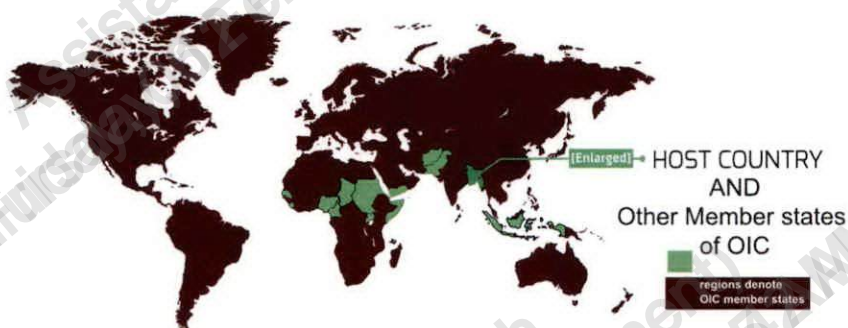 [Enlarged]
HOST COUNTRY
AND
Other Member states
of OIC
regions denote
OIC member states